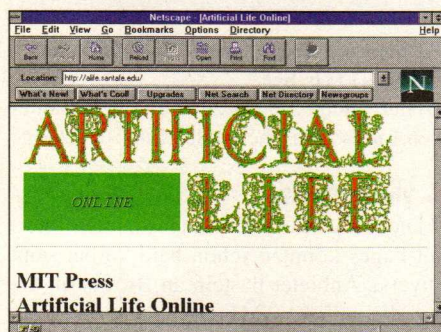 Netscape - [Artificial Life Online]
File Edit View Go Bookmarks Options Directory Help
Back Home Reload Open Print Find
Location: http://alife.santafe.edu/
N
What's New! What's Cool! Upgrades Net Search Net Directory Newsgroups
ARTIFICIAL
ONLINE LIFE
MIT Press
Artificial Life Online